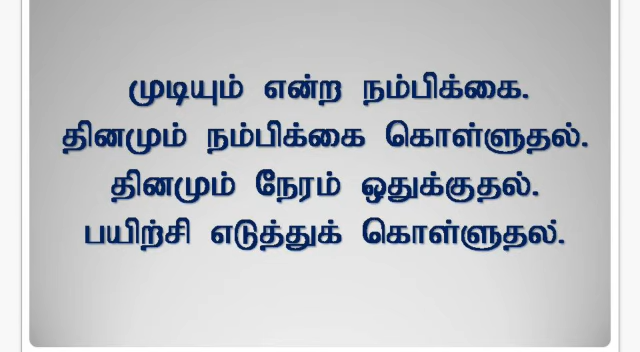 முடியும் என்ற நம்பிக்கை.
தினமும் நம்பிக்கை கொள்ளுதல்.
தினமும் நேரம் ஒதுக்குதல்.
பயிற்சி எடுத்துக் கொள்ளுதல்.